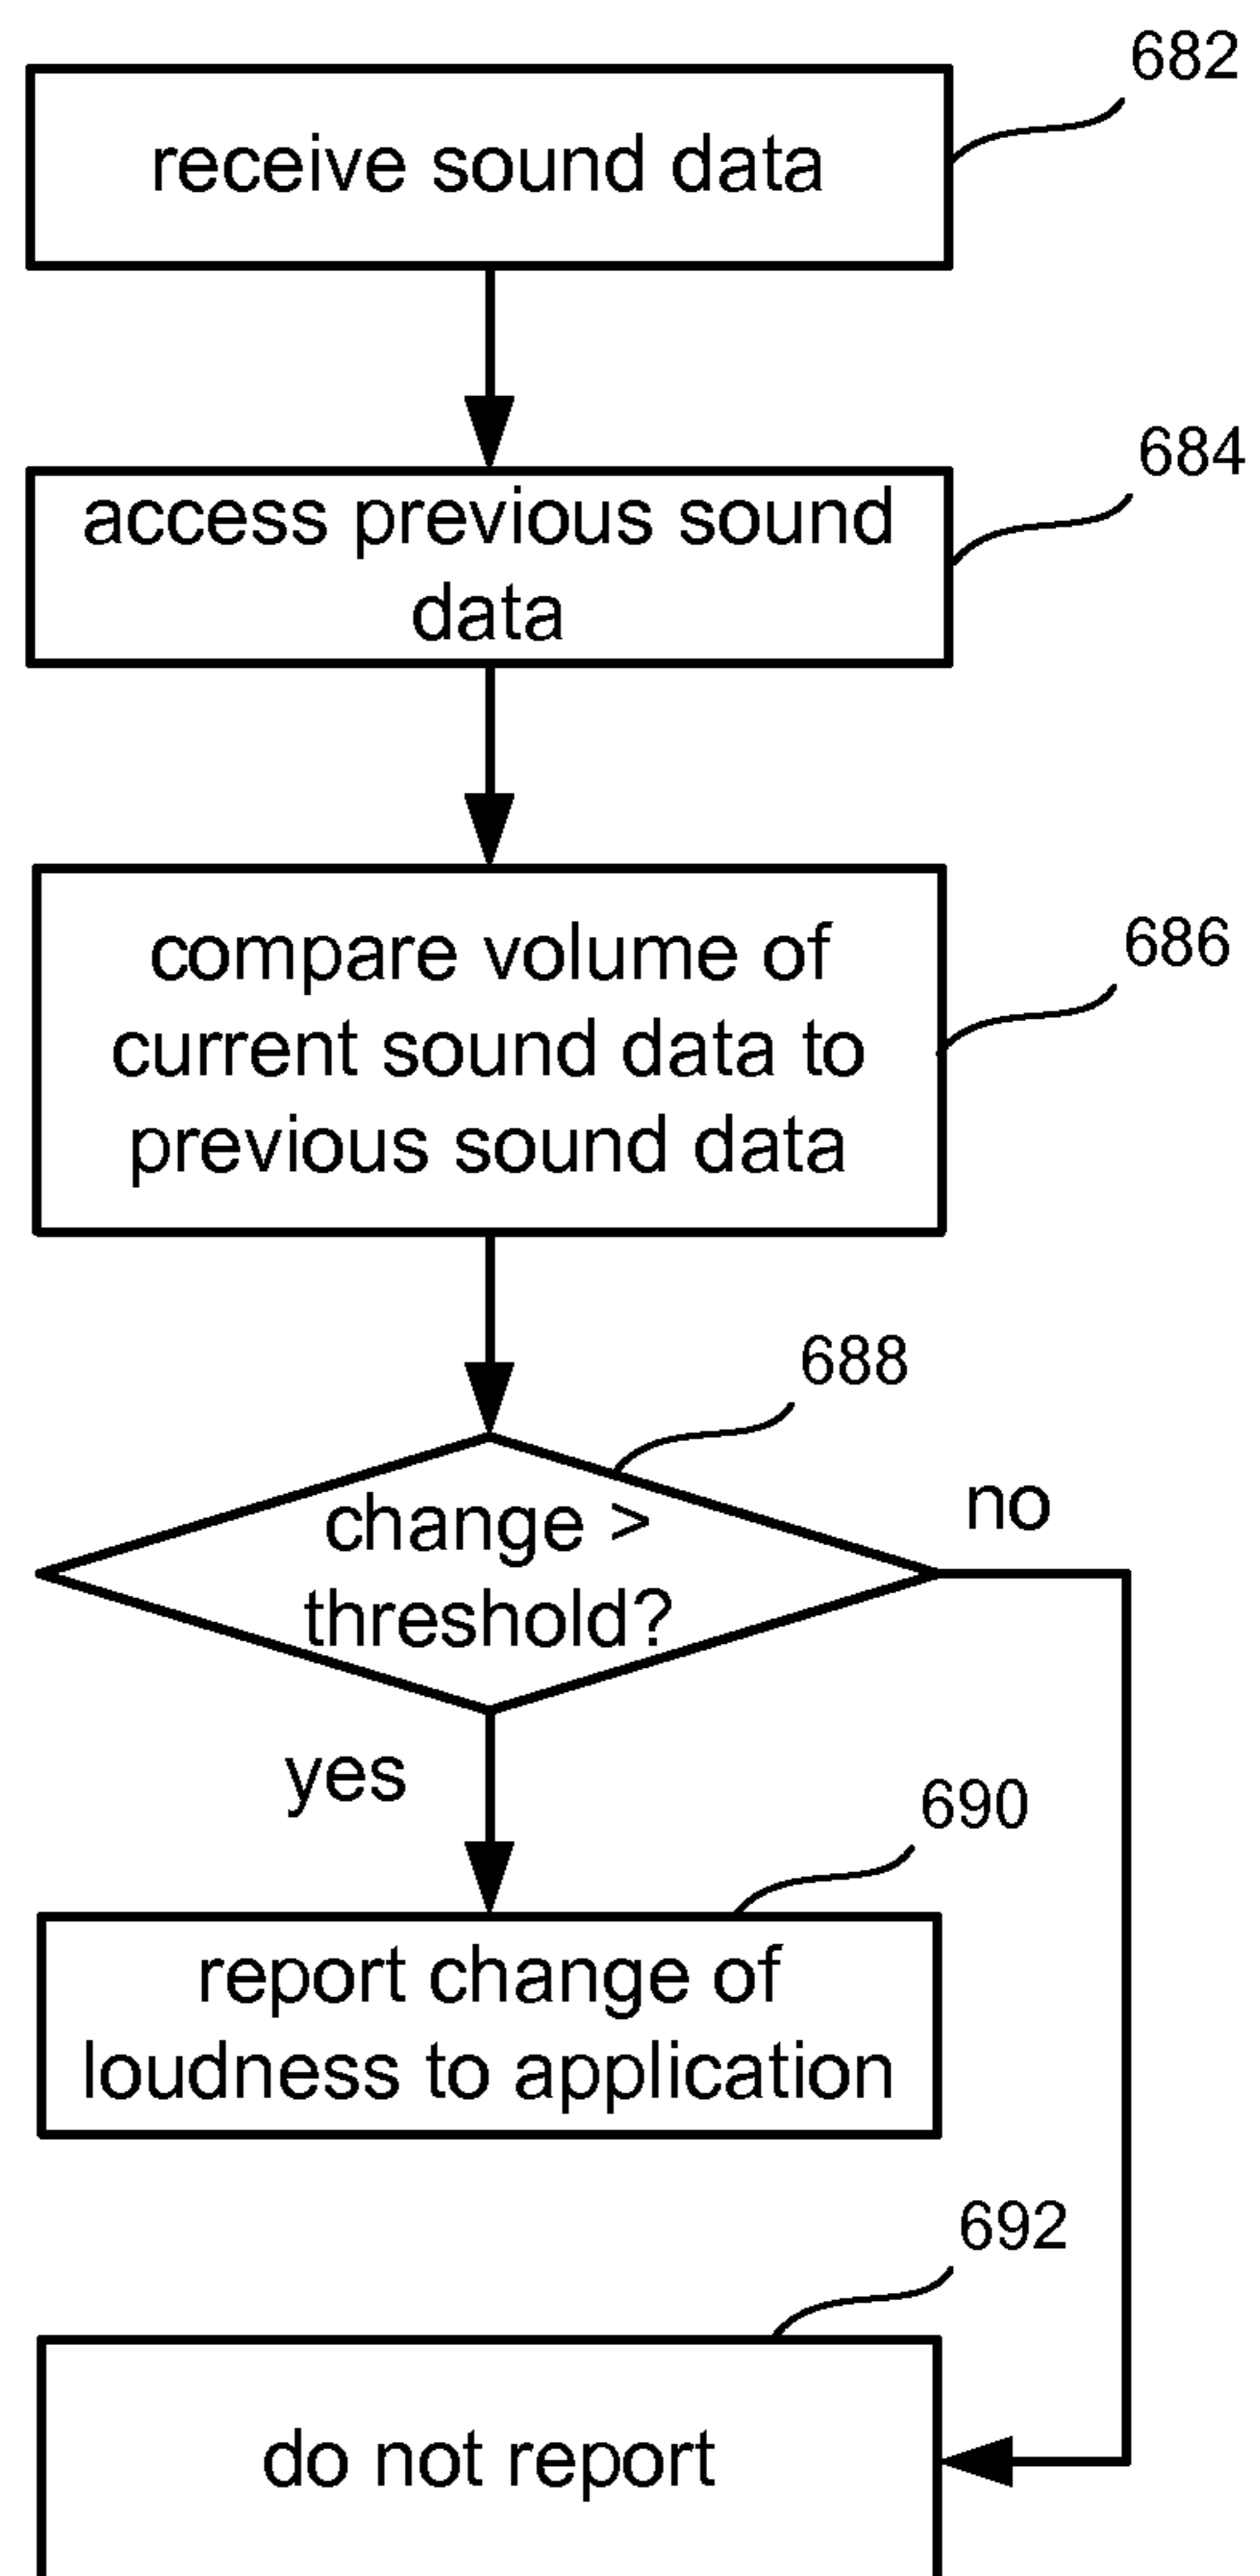 682
receive sound data
684
access previous sound
data
686
compare volume of
current sound data to
previous sound data
688
change >
threshold?
no
yes
690
report change of
loudness to application
692
do not report